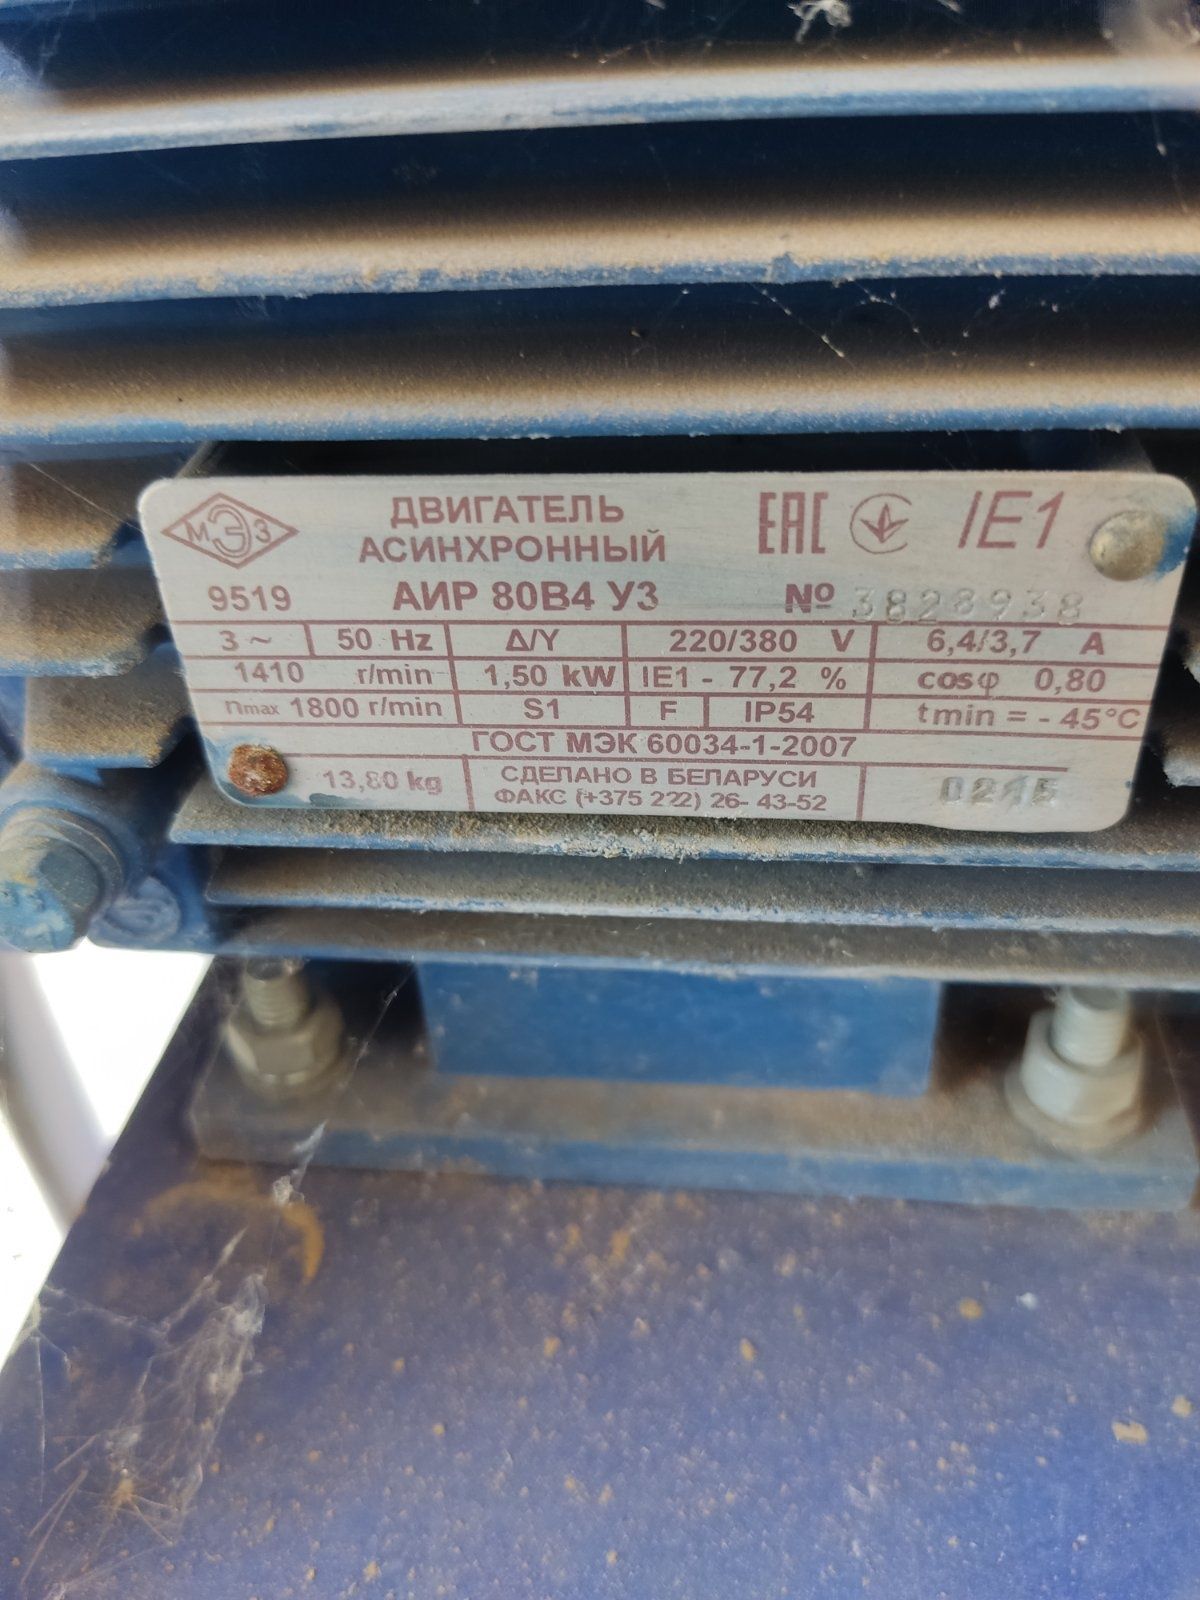 МЭЗ ДВИГАТЕЛЬ АСИНХРОННЫЙ EAC IE1
9519 АИР 80В4 У3 № 3828938
3 ~ 50 Hz Δ/Y 220/380 V 6,4/3,7 A
1410 r/min 1,50 kW IE1 - 77,2 % cosφ 0,80
nmax 1800 r/min S1 F IP54 tmin = - 45°C
ГОСТ МЭК 60034-1-2007
13,80 kg СДЕЛАНО В БЕЛАРУСИ 0215
ФАКС (+375 222) 26- 43-52